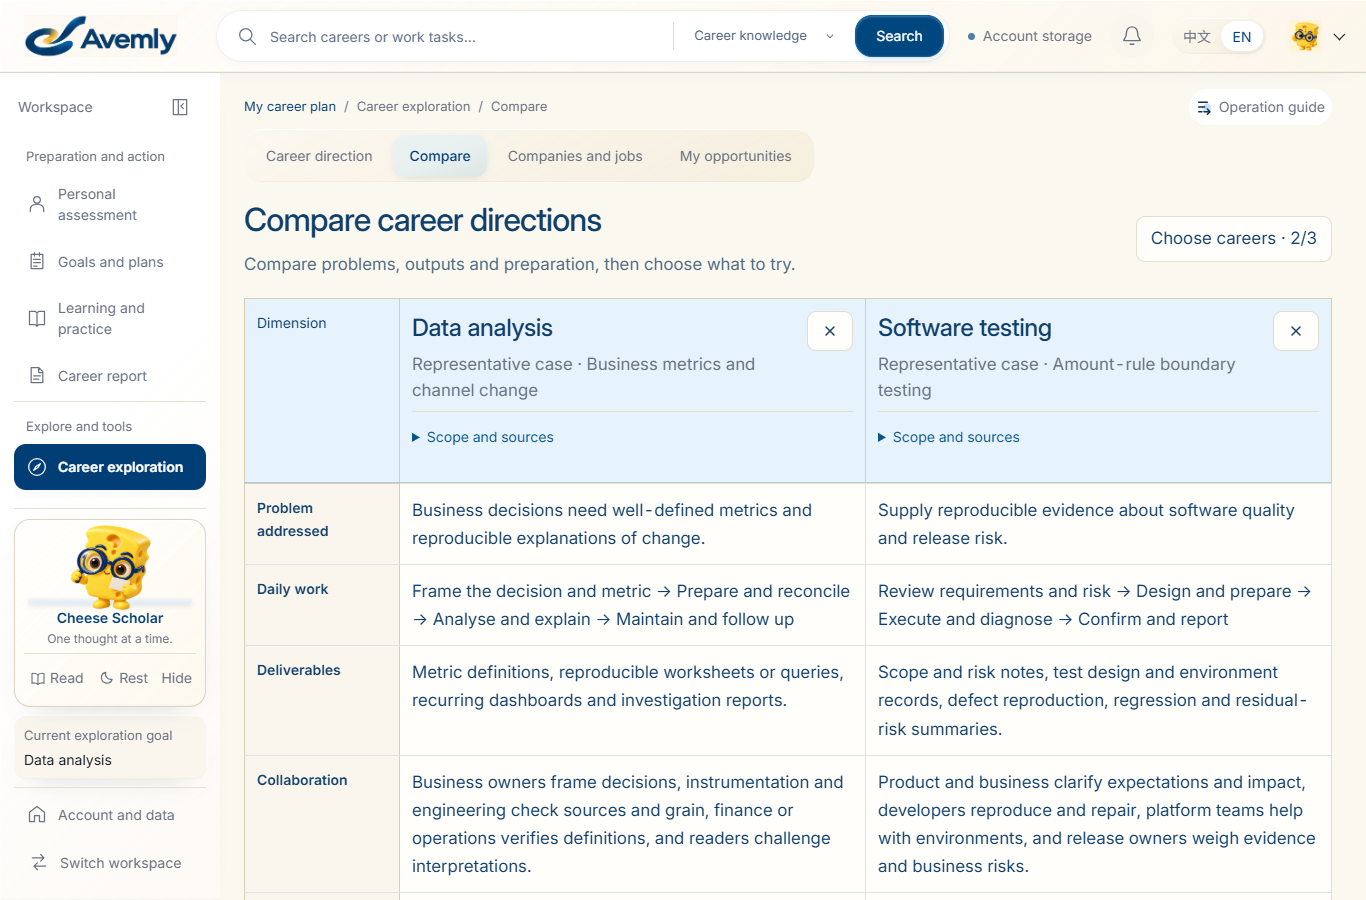 Avemly
Search careers or work tasks...
Career knowledge
Search
Account storage
中文
EN
Workspace
Preparation and action
Personal
assessment
Goals and plans
Learning and
practice
Career report
Explore and tools
Career exploration
Cheese Scholar
One thought at a time.
Read
Rest
Hide
Current exploration goal
Data analysis
Account and data
Switch workspace
My career plan / Career exploration / Compare
Operation guide
Career direction
Compare
Companies and jobs
My opportunities
Compare career directions
Compare problems, outputs and preparation, then choose what to try.
Choose careers · 2/3
Dimension
Data analysis
×
Representative case · Business metrics and
channel change
Scope and sources
Software testing
×
Representative case · Amount-rule boundary
testing
Scope and sources
Problem
addressed
Business decisions need well-defined metrics and
reproducible explanations of change.
Supply reproducible evidence about software quality
and release risk.
Daily work
Frame the decision and metric → Prepare and reconcile
→ Analyse and explain → Maintain and follow up
Review requirements and risk → Design and prepare →
Execute and diagnose → Confirm and report
Deliverables
Metric definitions, reproducible worksheets or queries,
recurring dashboards and investigation reports.
Scope and risk notes, test design and environment
records, defect reproduction, regression and residual-
risk summaries.
Collaboration
Business owners frame decisions, instrumentation and
engineering check sources and grain, finance or
operations verifies definitions, and readers challenge
interpretations.
Product and business clarify expectations and impact,
developers reproduce and repair, platform teams help
with environments, and release owners weigh evidence
and business risks.